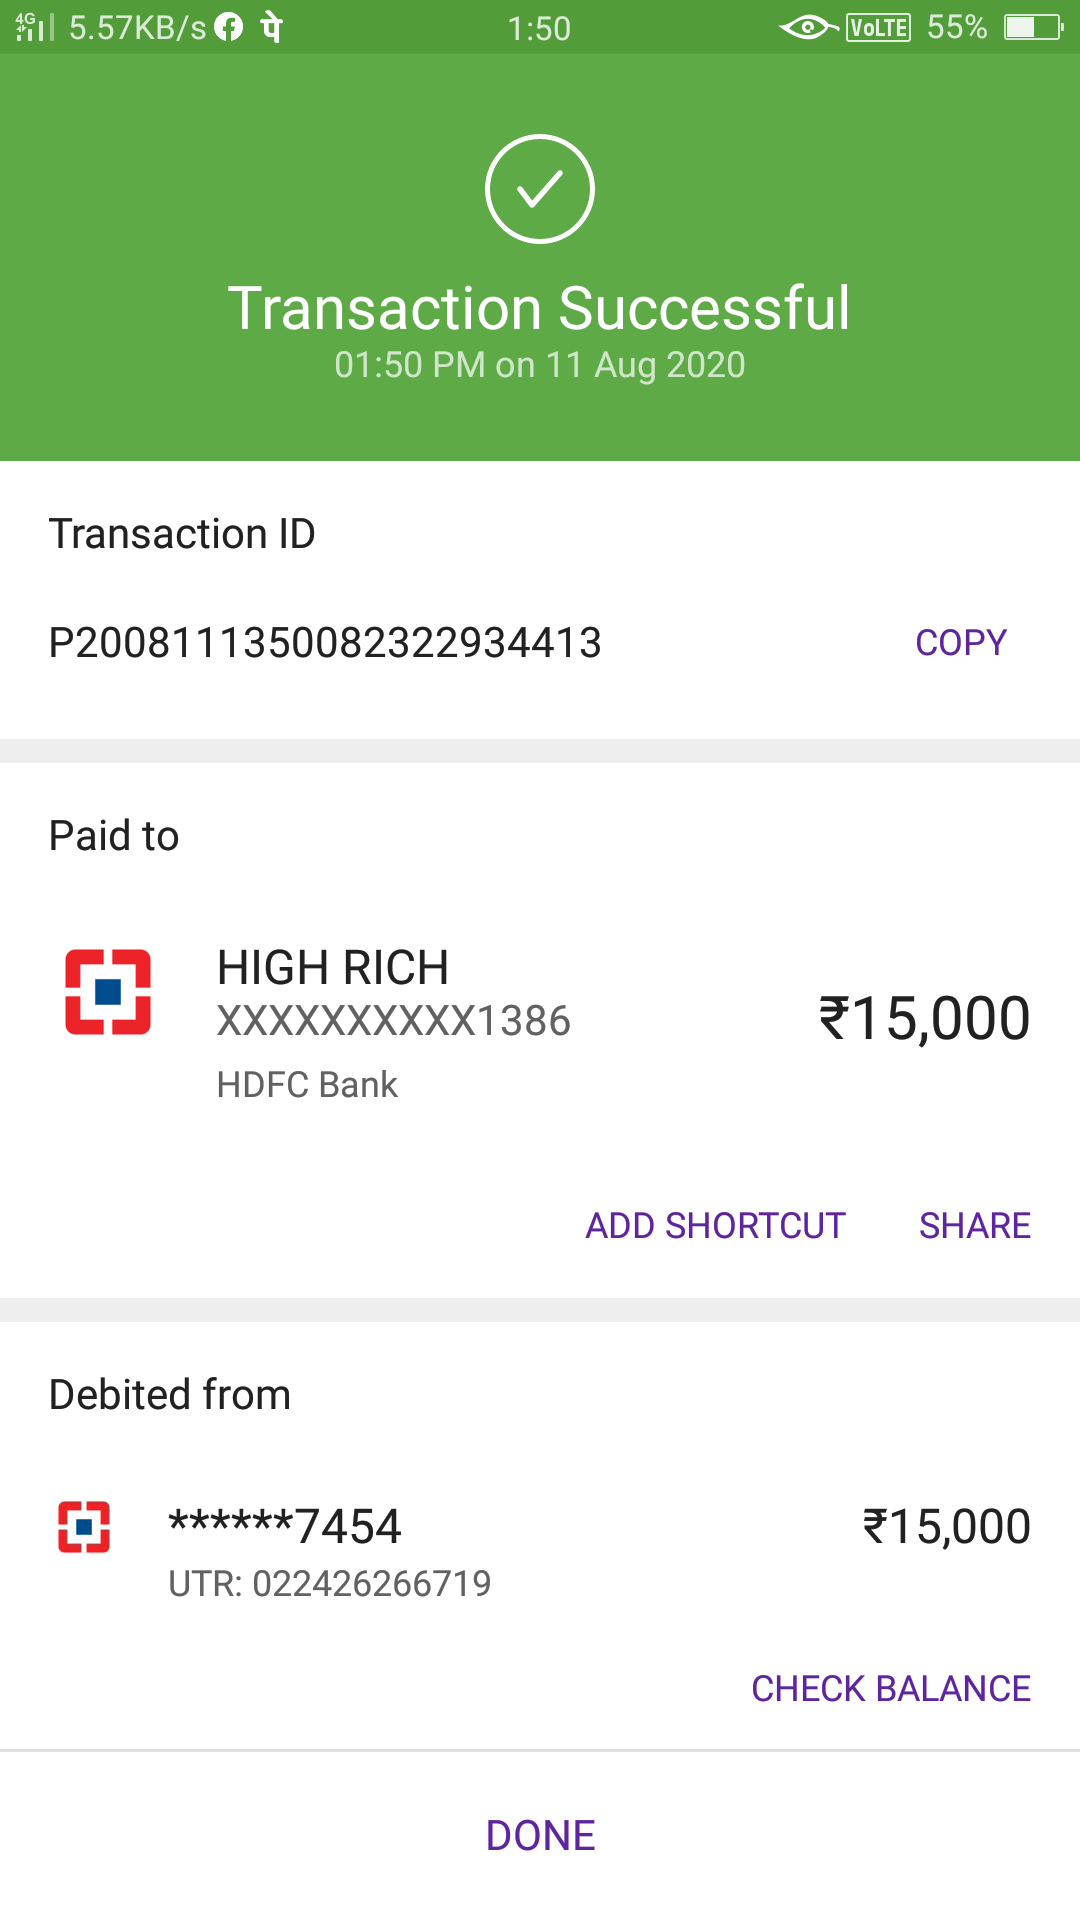 4G 5.57KB/s पे 1:50 VoLTE 55%
Transaction Successful
01:50 PM on 11 Aug 2020
Transaction ID
P2008111350082322934413 COPY
Paid to
HIGH RICH
XXXXXXXXXX1386 ₹15,000
HDFC Bank
ADD SHORTCUT SHARE
Debited from
******7454 ₹15,000
UTR: 022426266719
CHECK BALANCE
DONE